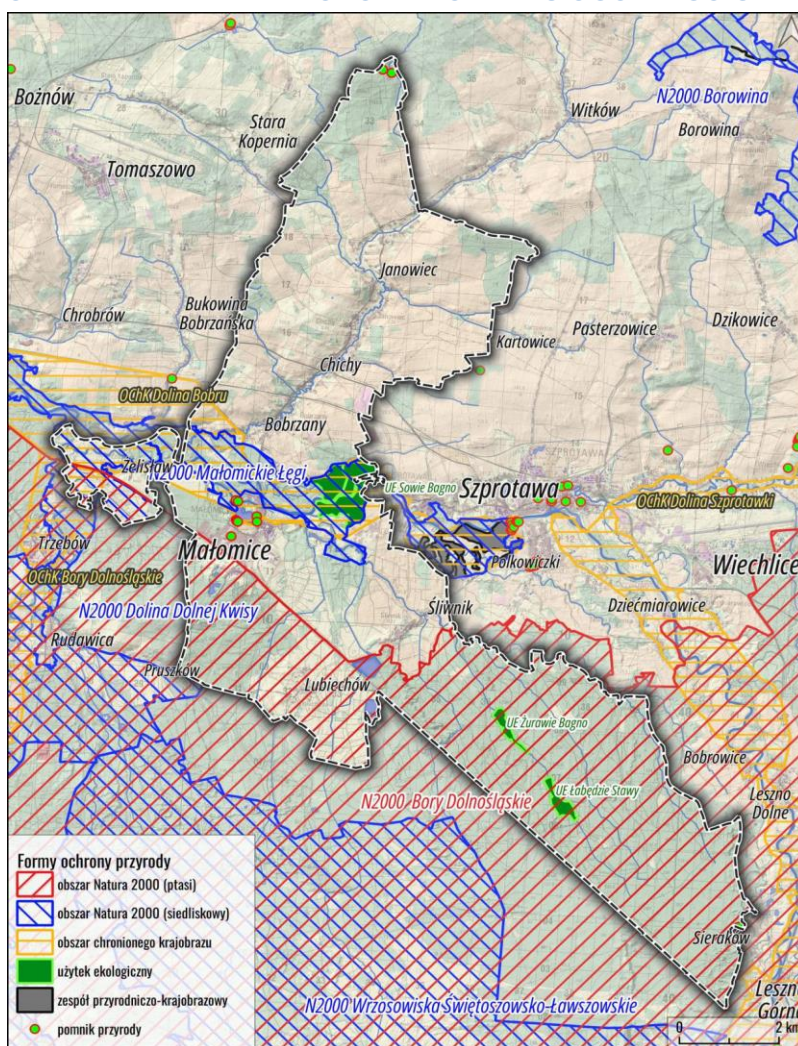 Bożnów
Stara
Kopernia
Tomaszowo
Witków
N2000 Borowina
Borowina
Janowiec
Chrobrów
Bukowina
Bobrzańska
Kartowice
Pasterzowice
Dzikowice
Chichy
OChK Dolina Bobru
Bobrzany
Żelisław
N2000 Małomickie Łęgi
UE Sowie Bagno
Szprotawa
OChK Dolina Szprotawki
Małomice
Trzebów
Polkowiczki
Wiechlice
OChK Bory Dolnośląskie
N2000 Dolina Dolnej Kwisy
Śliwnik
Dziećmiarowice
Rudawica
Pruszków
Lubiechów
UE Żurawie Bagno
Bobrowice
UE Łabędzie Stawy
Leszno
Dolne
N2000 Bory Dolnośląskie
Sieraków
Leszno
Górne
N2000 Wrzosowiska Świętoszowsko-Ławszowskie
Formy ochrony przyrody
obszar Natura 2000 (ptasi)
obszar Natura 2000 (siedliskowy)
obszar chronionego krajobrazu
użytek ekologiczny
zespół przyrodniczo-krajobrazowy
pomnik przyrody
0 2 km